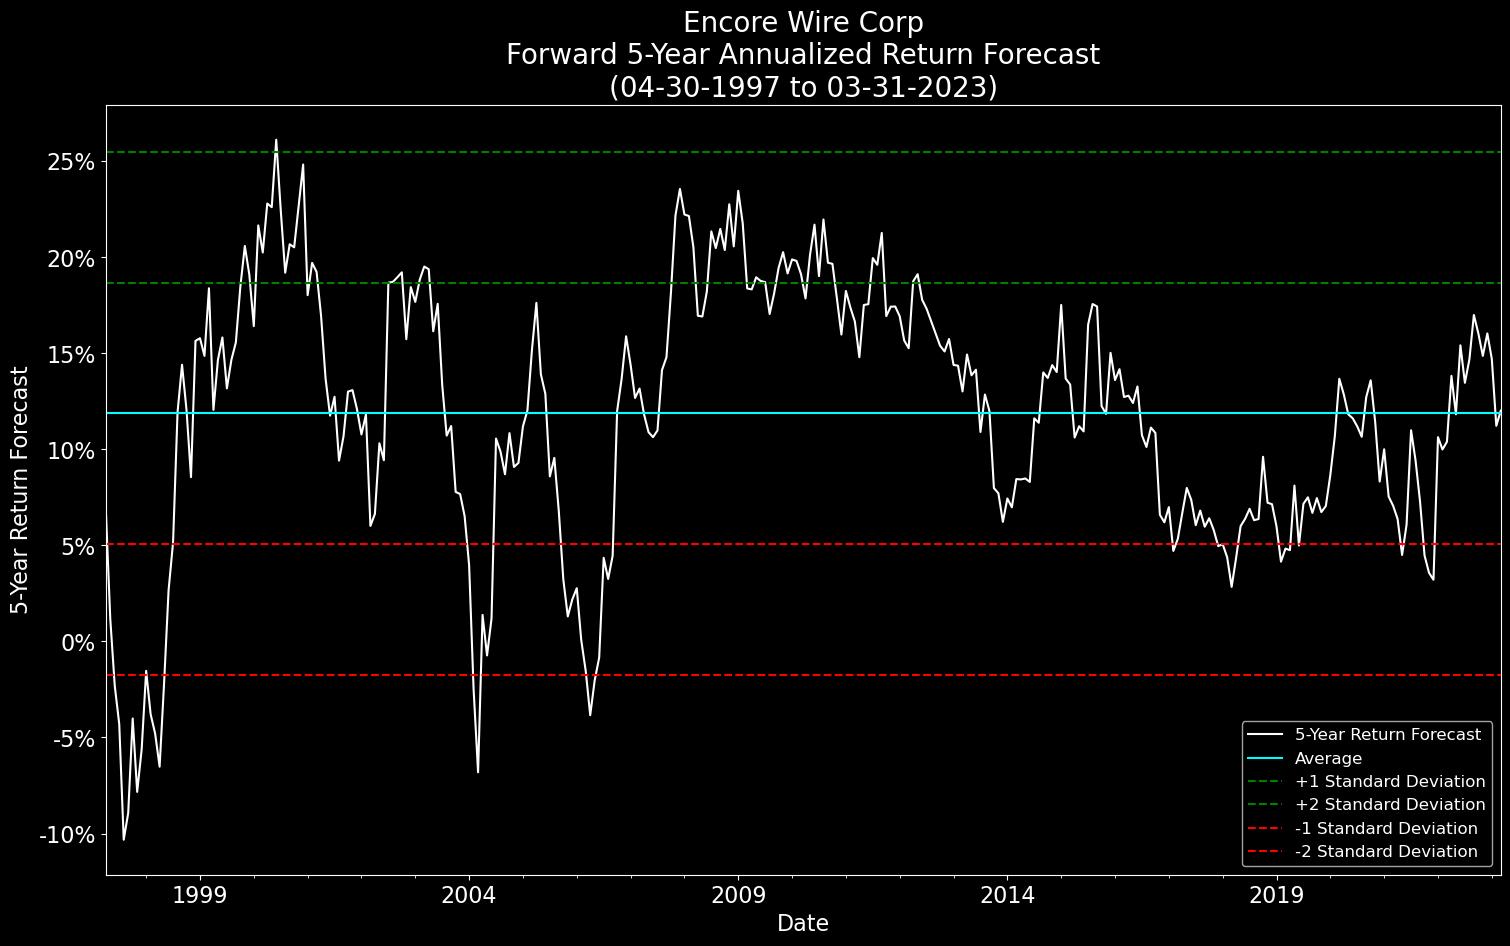 Encore Wire Corp
Forward 5-Year Annualized Return Forecast
(04-30-1997 to 03-31-2023)
5-Year Return Forecast
25%
20%
15%
10%
5%
0%
-5%
-10%
5-Year Return Forecast
Average
+1 Standard Deviation
+2 Standard Deviation
-1 Standard Deviation
-2 Standard Deviation
1999 2004 2009 2014 2019
Date